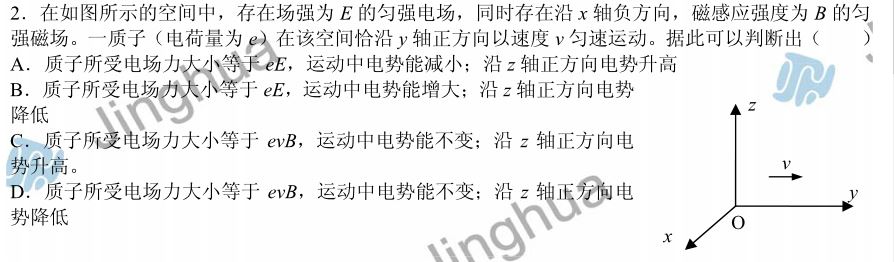 2．在如图所示的空间中，存在场强为 E 的匀强电场，同时存在沿 x 轴负方向，磁感应强度为 B 的匀
强磁场。一质子（电荷量为 e）在该空间恰沿 y 轴正方向以速度 v 匀速运动。据此可以判断出（　　）
A．质子所受电场力大小等于 eE，运动中电势能减小；沿 z 轴正方向电势升高
B．质子所受电场力大小等于 eE，运动中电势能增大；沿 z 轴正方向电势
降低
C．质子所受电场力大小等于 evB，运动中电势能不变；沿 z 轴正方向电
势升高。
D．质子所受电场力大小等于 evB，运动中电势能不变；沿 z 轴正方向电
势降低
z
v
y
O
x
Jinghua
Jinghua